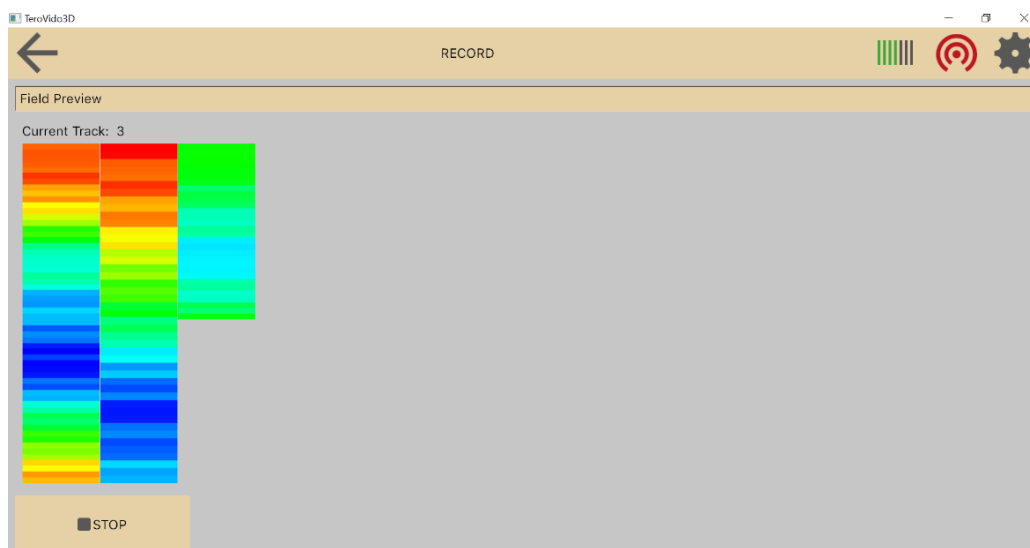 TeroVido3D
RECORD
Field Preview
Current Track: 3
STOP